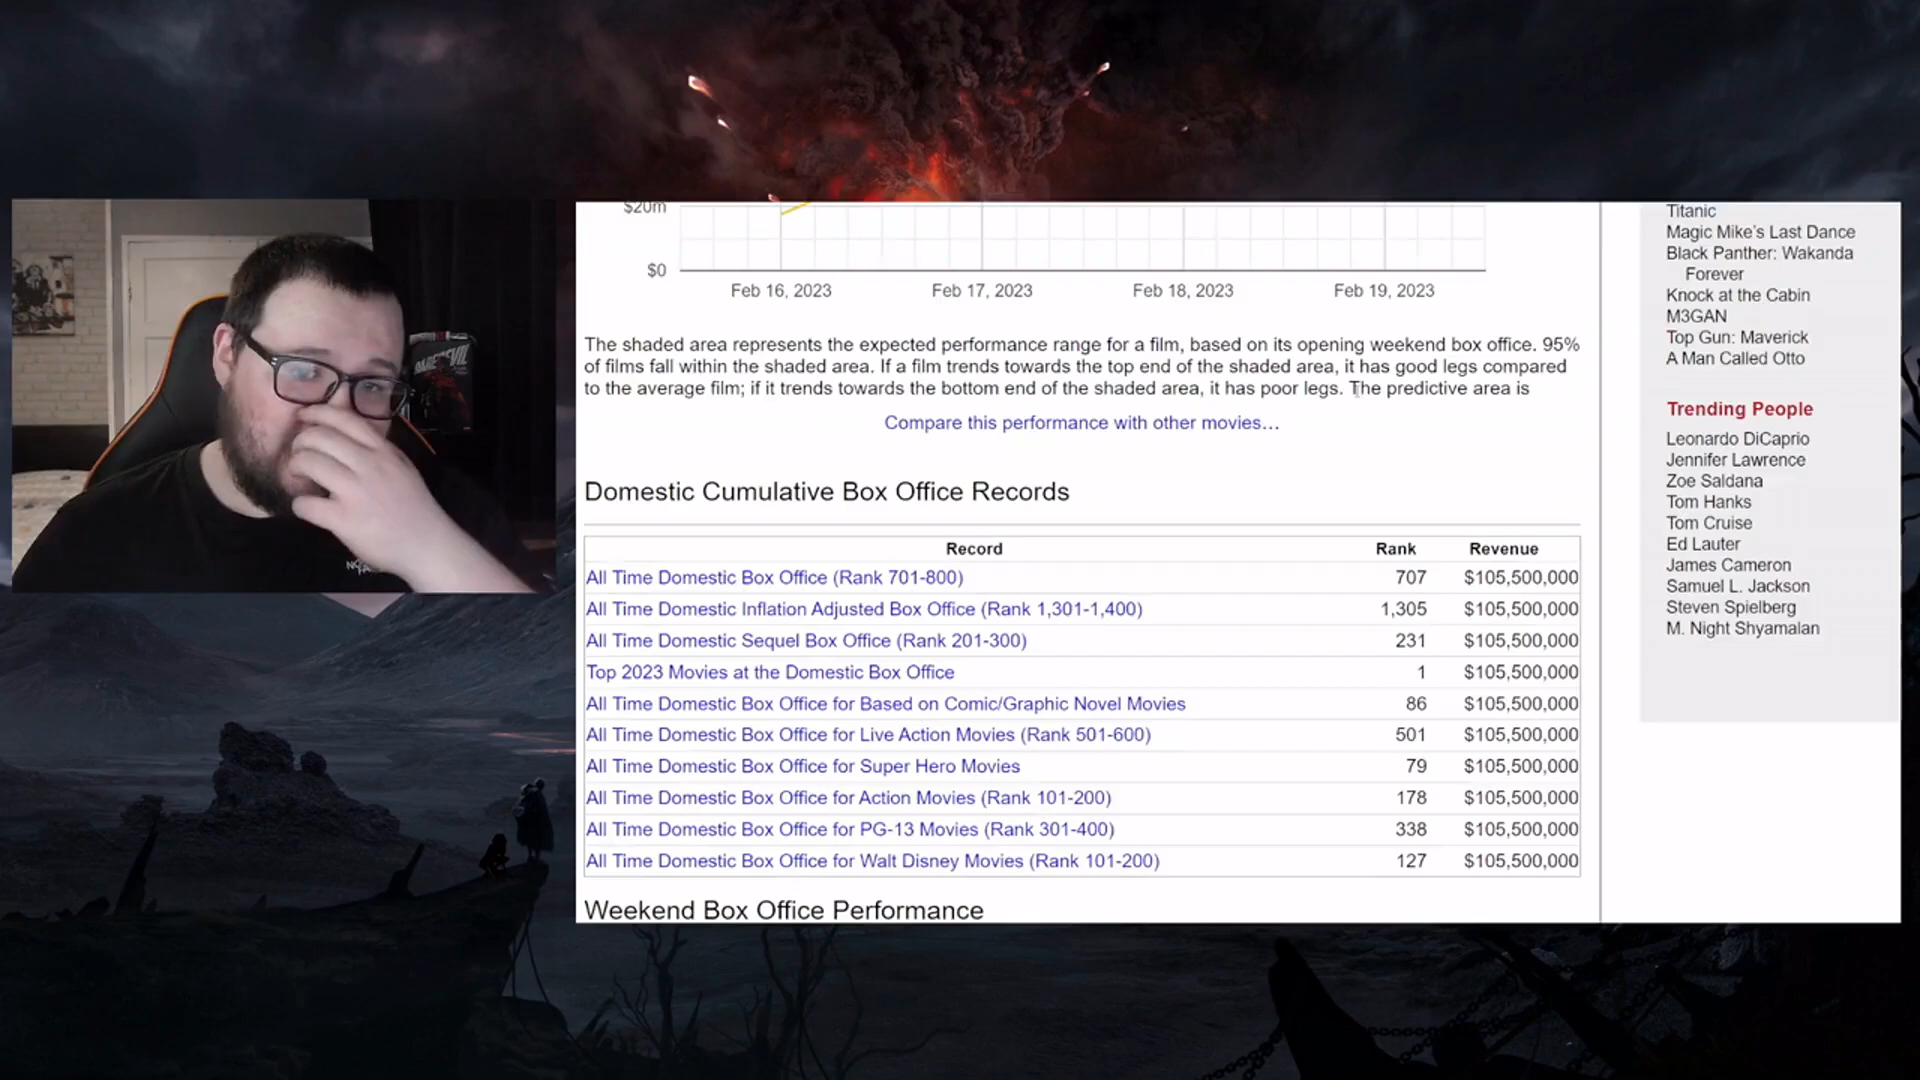 $20m
$0
Feb 16, 2023 Feb 17, 2023 Feb 18, 2023 Feb 19, 2023
The shaded area represents the expected performance range for a film, based on its opening weekend box office. 95%
of films fall within the shaded area. If a film trends towards the top end of the shaded area, it has good legs compared
to the average film; if it trends towards the bottom end of the shaded area, it has poor legs. The predictive area is
Compare this performance with other movies…
Domestic Cumulative Box Office Records
Record Rank Revenue
All Time Domestic Box Office (Rank 701-800) 707 $105,500,000
All Time Domestic Inflation Adjusted Box Office (Rank 1,301-1,400) 1,305 $105,500,000
All Time Domestic Sequel Box Office (Rank 201-300) 231 $105,500,000
Top 2023 Movies at the Domestic Box Office 1 $105,500,000
All Time Domestic Box Office for Based on Comic/Graphic Novel Movies 86 $105,500,000
All Time Domestic Box Office for Live Action Movies (Rank 501-600) 501 $105,500,000
All Time Domestic Box Office for Super Hero Movies 79 $105,500,000
All Time Domestic Box Office for Action Movies (Rank 101-200) 178 $105,500,000
All Time Domestic Box Office for PG-13 Movies (Rank 301-400) 338 $105,500,000
All Time Domestic Box Office for Walt Disney Movies (Rank 101-200) 127 $105,500,000
Weekend Box Office Performance
Titanic
Magic Mike's Last Dance
Black Panther: Wakanda
Forever
Knock at the Cabin
M3GAN
Top Gun: Maverick
A Man Called Otto
Trending People
Leonardo DiCaprio
Jennifer Lawrence
Zoe Saldana
Tom Hanks
Tom Cruise
Ed Lauter
James Cameron
Samuel L. Jackson
Steven Spielberg
M. Night Shyamalan
DAREDEVIL